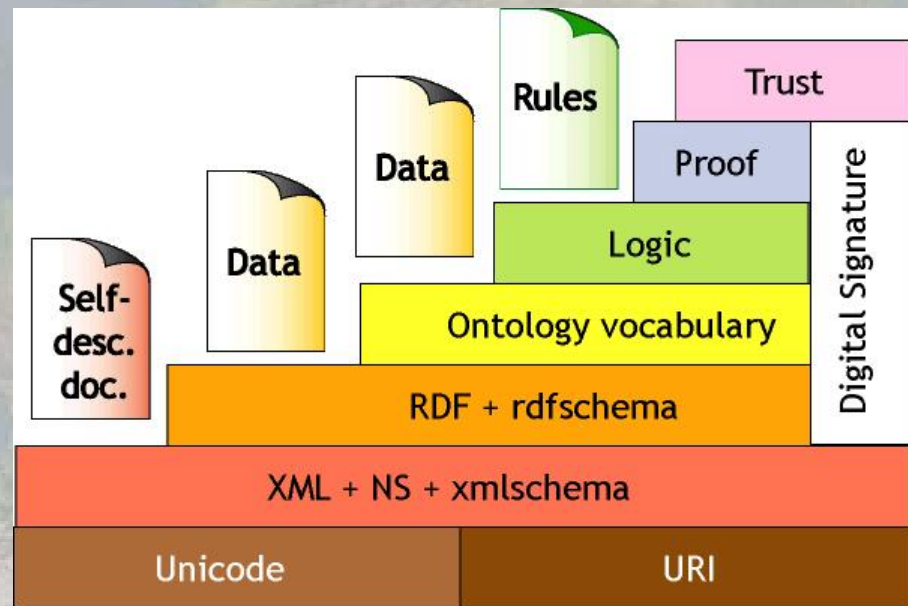 Rules
Trust
Data
Proof
Data
Logic
Self-
desc.
doc.
Ontology vocabulary
Digital Signature
RDF + rdfschema
XML + NS + xmlschema
Unicode
URI